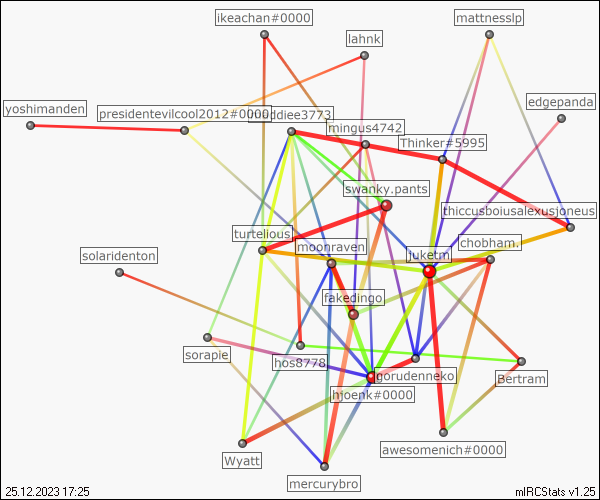 ikeachan#0000
mattnesslp
lahnk
edgepanda
yoshimanden
presidentevilcool2012#0000
mingus4742
Thinker#5995
swanky.pants
thiccusboiusalexusjoneus
turtelious
moonraven
chobham.
solaridenton
juketm
fakedingo
sorapie
hos8778
gorudenneko
Bertram
hjoenk#0000
awesomenich#0000
Wyatt
mercurybro
25.12.2023 17:25
mIRCStats v1.25